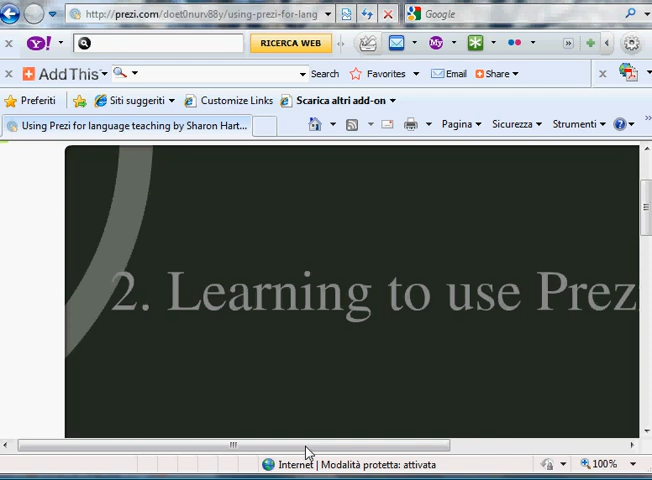 http://prezi.com/doet0nurv88y/using-prezi-for-lang
Google
Y!
RICERCA WEB
My
AddThis
Search
Favorites
Email
Share
Preferiti
Siti suggeriti
Customize Links
Scarica altri add-on
Using Prezi for language teaching by Sharon Hart...
Pagina
Sicurezza
Strumenti
2. Learning to use Prez
Internet | Modalità protetta: attivata
100%